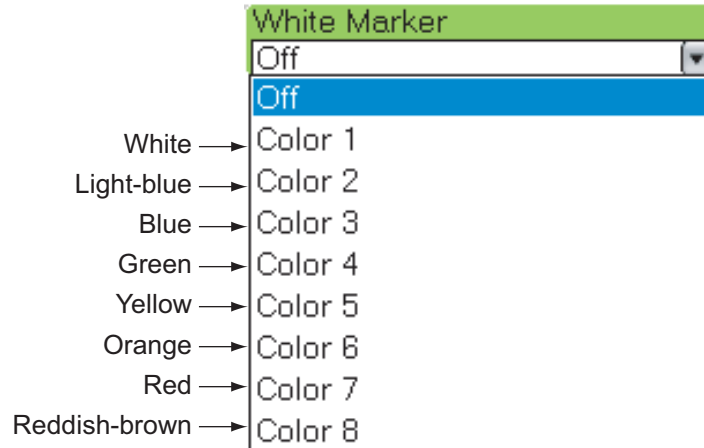 White Marker
Off
Off
White Color 1
Light-blue Color 2
Blue Color 3
Green Color 4
Yellow Color 5
Orange Color 6
Red Color 7
Reddish-brown Color 8